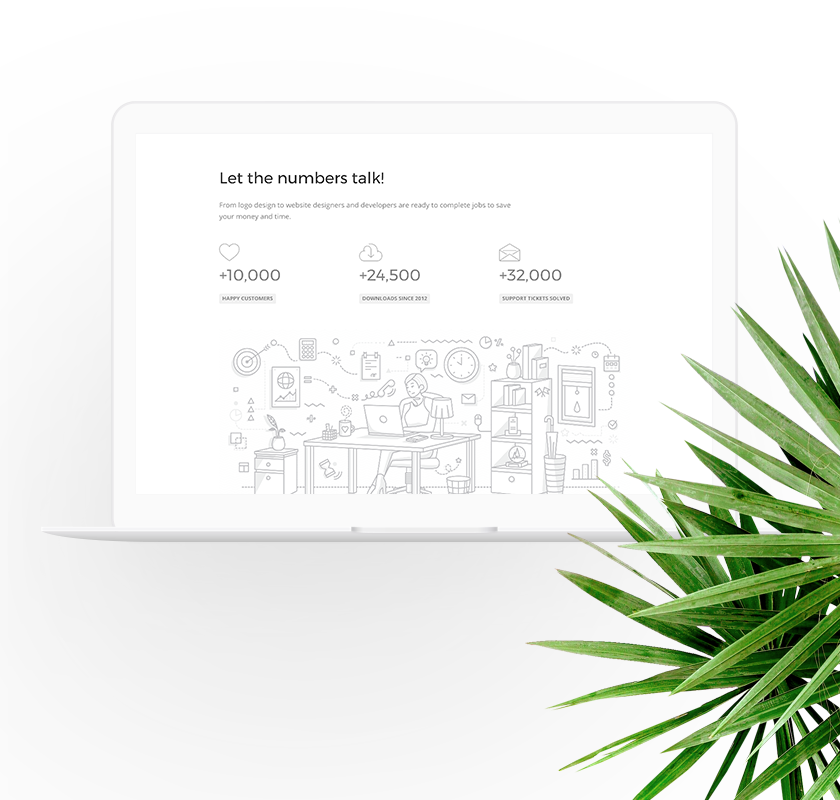 Let the numbers talk!
From logo design to website designers and developers are ready to complete jobs to save
your money and time.
+10,000 +24,500 +32,000
HAPPY CUSTOMERS DOWNLOADS SINCE 2012 SUPPORT TICKETS SOLVED